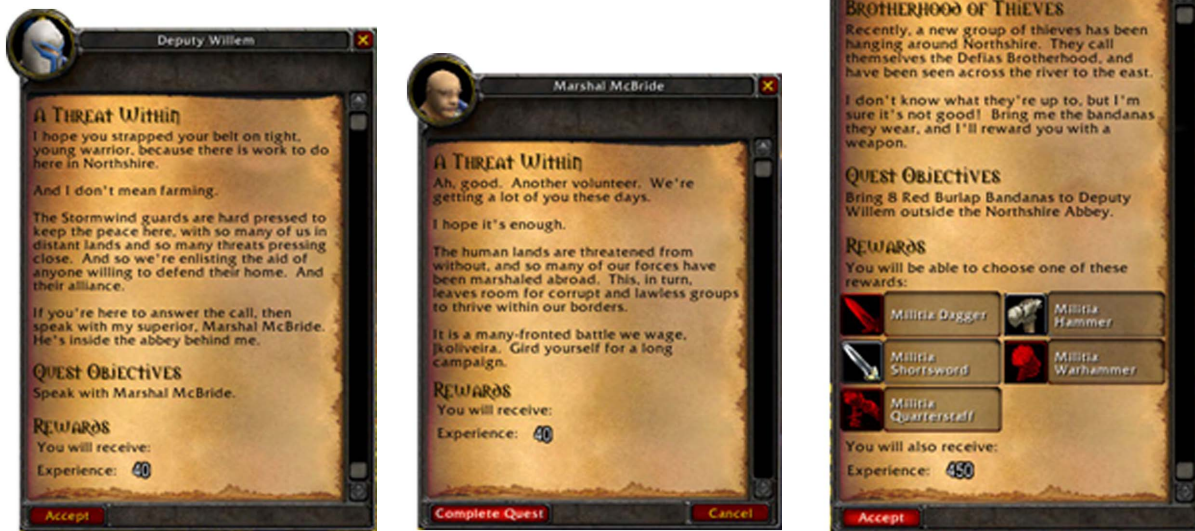 Deputy Willem
A Threat Within
I hope you strapped your belt on tight,
young warrior, because there is work to do
here in Northshire.
And I don't mean farming.
The Stormwind guards are hard pressed to
keep the peace here, with so many of us in
distant lands and so many threats pressing
close. And so we're enlisting the aid of
anyone willing to defend their home. And
their alliance.
If you're here to answer the call, then
speak with my superior, Marshal McBride.
He's inside the abbey behind me.
Quest Objectives
Speak with Marshal McBride.
Rewards
You will receive:
Experience: 40
Accept
Marshal McBride
A Threat Within
Ah, good. Another volunteer. We're
getting a lot of you these days.
I hope it's enough.
The human lands are threatened from
without, and so many of our forces have
been marshaled abroad. This, in turn,
leaves room for corrupt and lawless groups
to thrive within our borders.
It is a many-fronted battle we wage,
Jkoliveira. Gird yourself for a long
campaign.
Rewards
You will receive:
Experience: 40
Complete Quest
Cancel
Brotherhood of Thieves
Recently, a new group of thieves has been
hanging around Northshire. They call
themselves the Defias Brotherhood, and
have been seen across the river to the east.
I don't know what they're up to, but I'm
sure it's not good! Bring me the bandanas
they wear, and I'll reward you with a
weapon.
Quest Objectives
Bring 8 Red Burlap Bandanas to Deputy
Willem outside the Northshire Abbey.
Rewards
You will be able to choose one of these
rewards:
Militia Dagger
Militia
Hammer
Militia
Shortsword
Militia
Warhammer
Militia
Quarterstaff
You will also receive:
Experience: 450
Accept